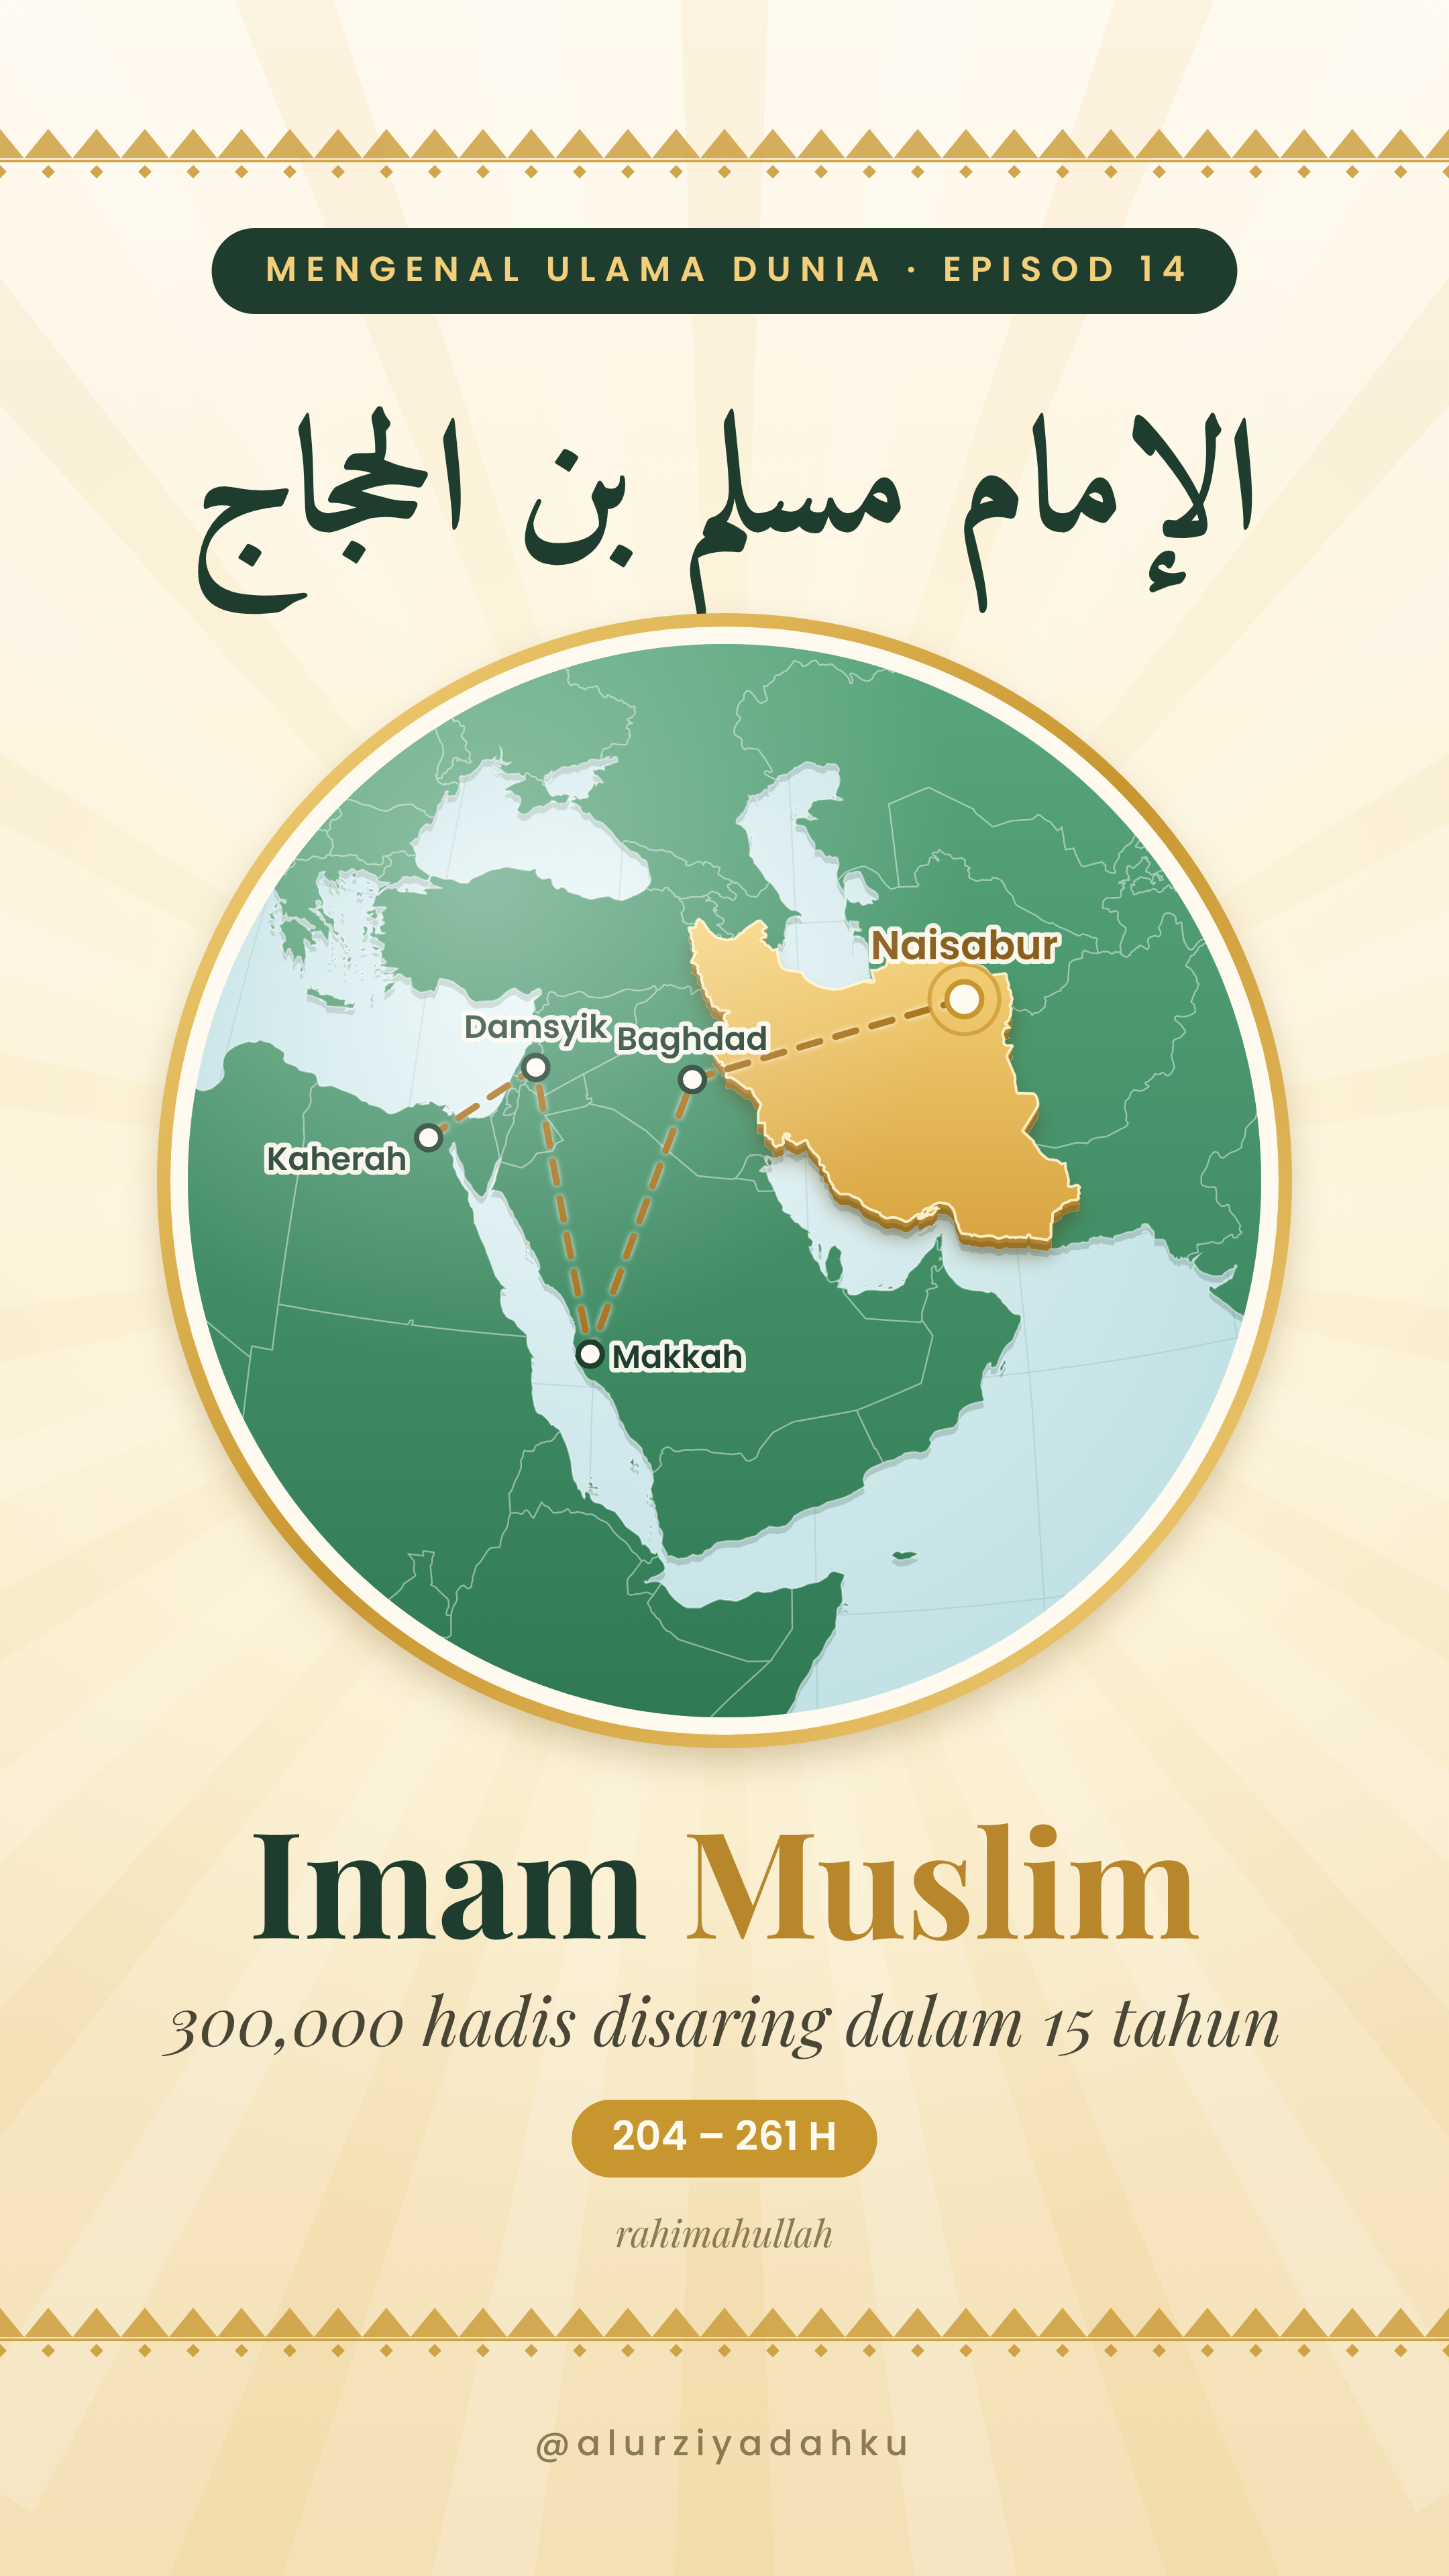 MENGENAL ULAMA DUNIA · EPISOD 14
الإمام مسلم بن الحجاج
Naisabur
Damsyik
Baghdad
Kaherah
Makkah
Imam Muslim
300,000 hadis disaring dalam 15 tahun
204 – 261 H
rahimahullah
@alurziyadahku